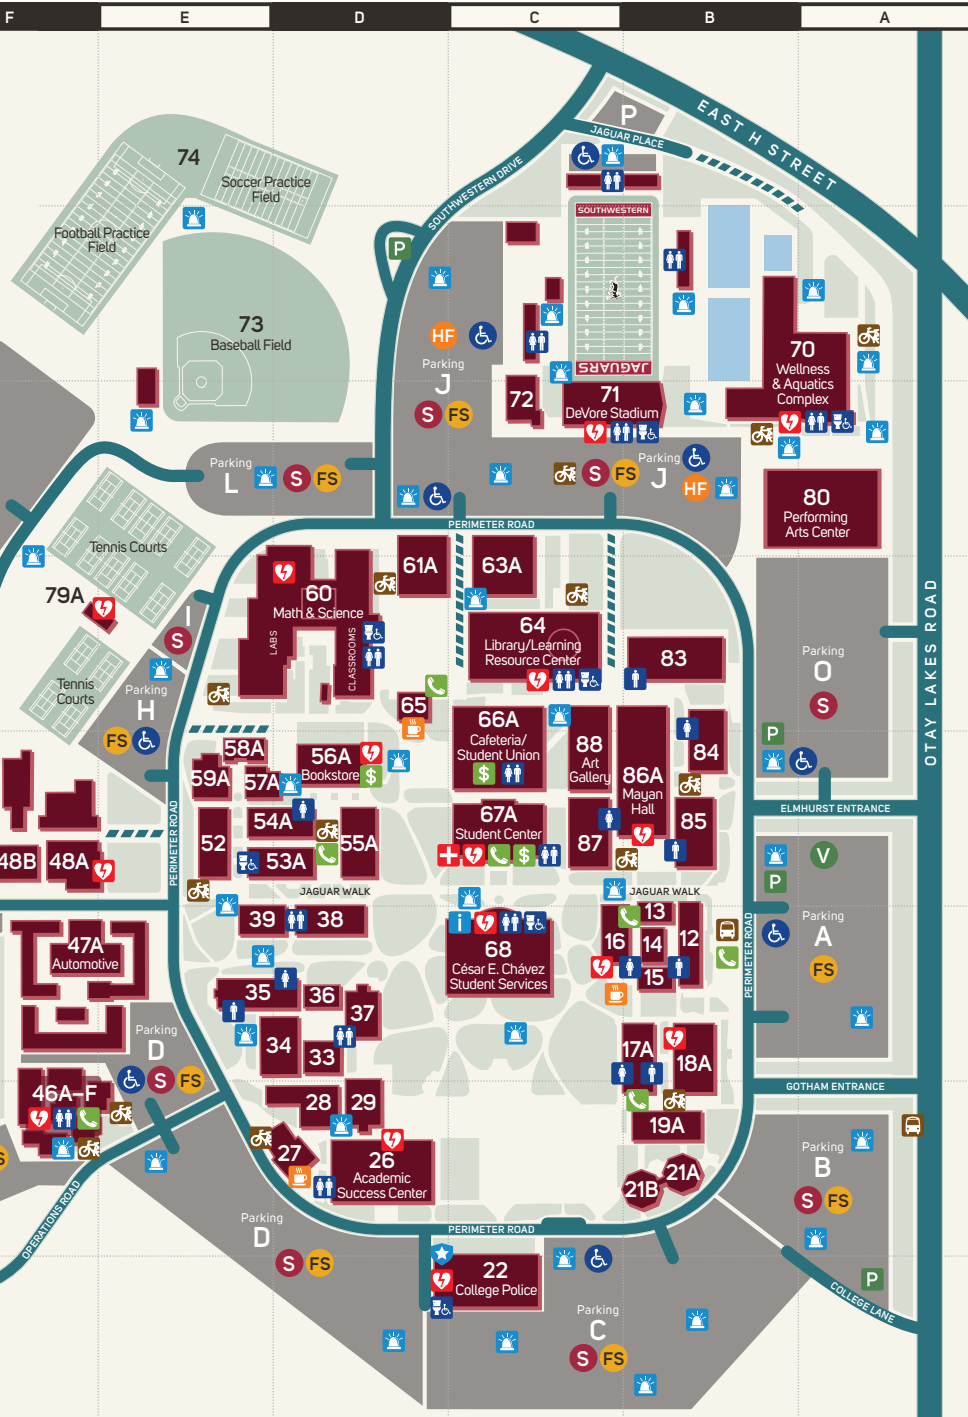 F E D C B A
EAST H STREET
P
JAGUAR PLACE
SOUTHWESTERN DRIVE
74
Soccer Practice
Field
Football Practice
Field
SOUTHWESTERN
P
73
Baseball Field
HF
Parking
J
S FS
JAGUARS
70
Wellness
& Aquatics
Complex
72
71
DeVore Stadium
Parking
L
S FS
S FS
Parking
J
HF
80
Performing
Arts Center
PERIMETER ROAD
Tennis Courts
79A
I
S
60
Math & Science
LABS
CLASSROOMS
61A
63A
64
Library/Learning
Resource Center
83
OTAY LAKES ROAD
Parking
O
S
P
Tennis
Courts
Parking
H
FS
65
66A
Cafeteria/
Student Union
$
88
Art
Gallery
86A
Mayan
Hall
84
58A
59A
57A
56A
Bookstore
$
ELMHURST ENTRANCE
PERIMETER ROAD
52
54A
53A
55A
67A
Student Center
$
87
85
V
P
48B
48A
JAGUAR WALK
JAGUAR WALK
39
38
47A
Automotive
i
68
César E. Chávez
Student Services
13
16
14
12
15
PERIMETER ROAD
Parking
A
FS
35
36
37
34
33
Parking
D
S FS
17A
18A
GOTHAM ENTRANCE
46A–F
28
29
19A
27
26
Academic
Success Center
21A
21B
Parking
B
S FS
S
OPERATIONS ROAD
Parking
D
S FS
PERIMETER ROAD
22
College Police
P
COLLEGE LANE
Parking
C
S FS